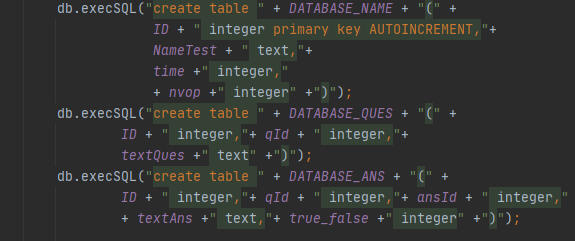 db.execSQL("create table " + DATABASE_NAME + "(" +
ID + " integer primary key AUTOINCREMENT,"+
NameTest + " text,"+
time +" integer,"
+ nvop +" integer" +")");
db.execSQL("create table " + DATABASE_QUES + "(" +
ID + " integer,"+ qId + " integer,"+
textQues +" text" +")");
db.execSQL("create table " + DATABASE_ANS + "(" +
ID + " integer,"+ qId + " integer,"+ ansId + " integer,"
+ textAns +" text,"+ true_false +" integer" +")");